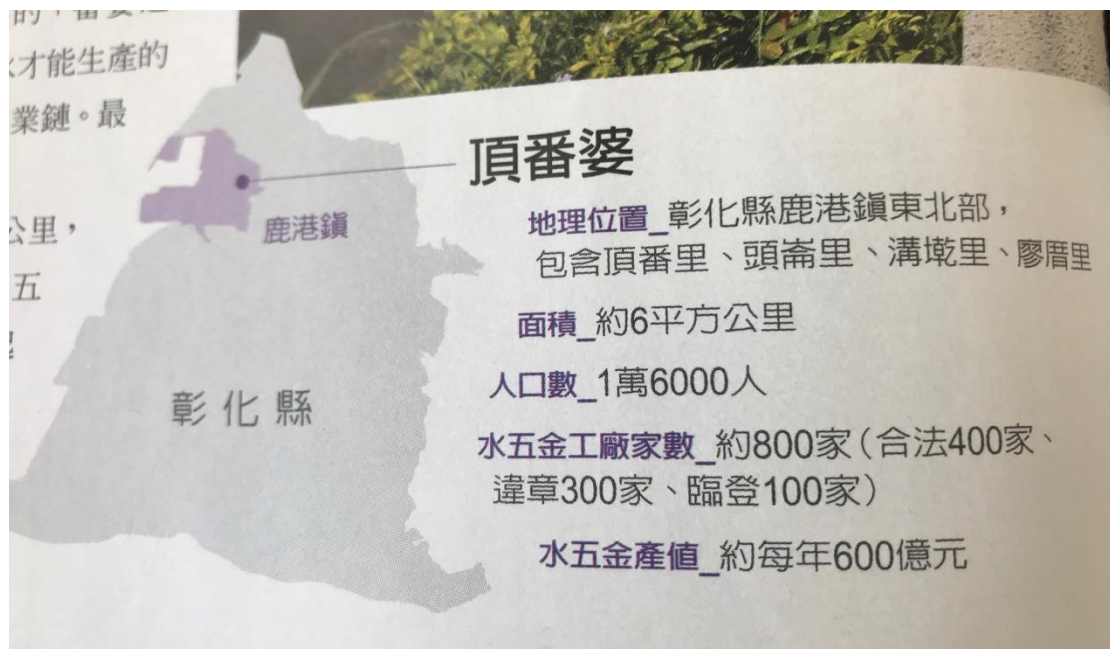 才能生產的
業鏈。最
公里，
五
鹿港鎮
彰化縣
頂番婆
地理位置_彰化縣鹿港鎮東北部，
包含頂番里、頭崙里、溝墘里、廖厝里
面積_約6平方公里
人口數_1萬6000人
水五金工廠家數_約800家（合法400家、
違章300家、臨登100家）
水五金產值_約每年600億元